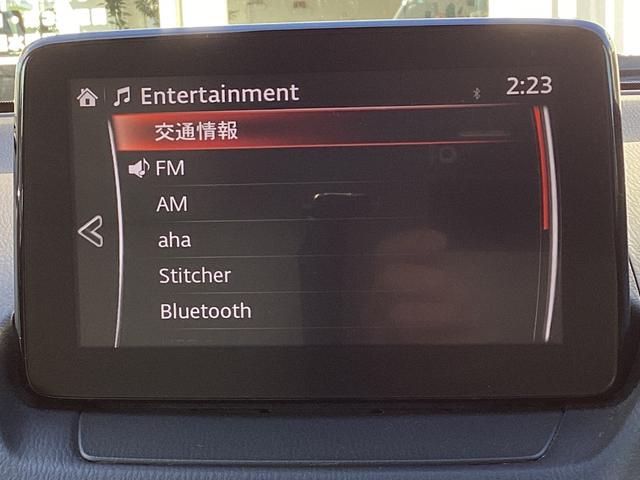 Entertainment 2:23
交通情報
FM
AM
aha
Stitcher
Bluetooth